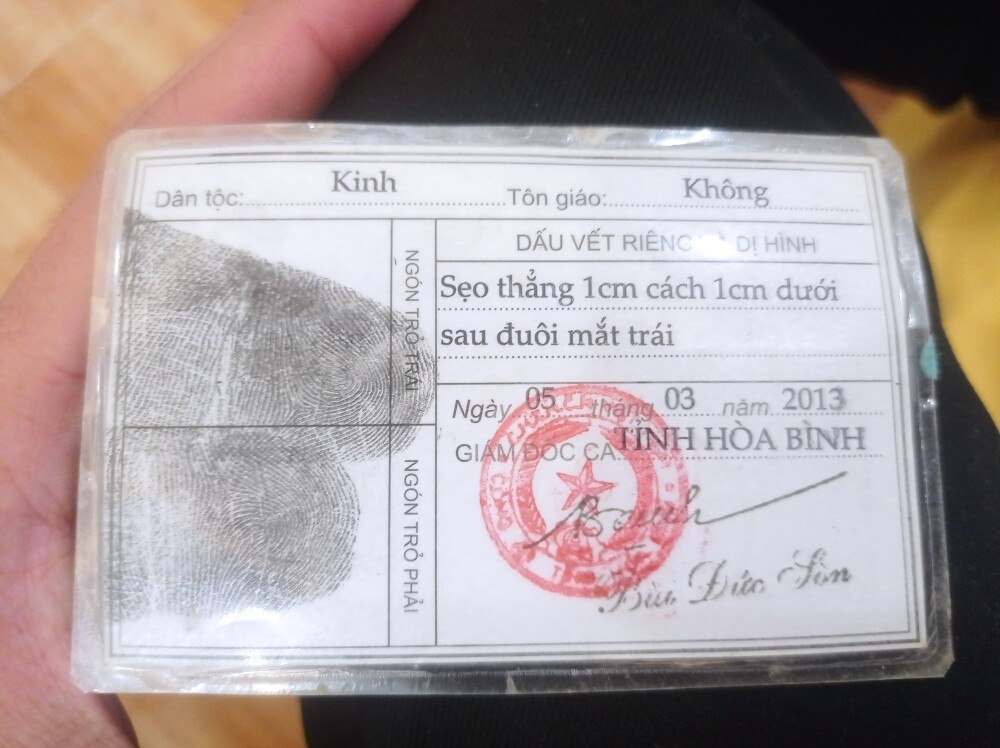 Dân tộc: Kinh Tôn giáo: Không
DẤU VẾT RIÊNG VÀ DỊ HÌNH
NGÓN TRỎ TRÁI
Sẹo thẳng 1cm cách 1cm dưới
sau đuôi mắt trái
Ngày 05 tháng 03 năm 2013
GIÁM ĐỐC CA. TỈNH HÒA BÌNH
NGÓN TRỎ PHẢI
Bùi Đức Sòn